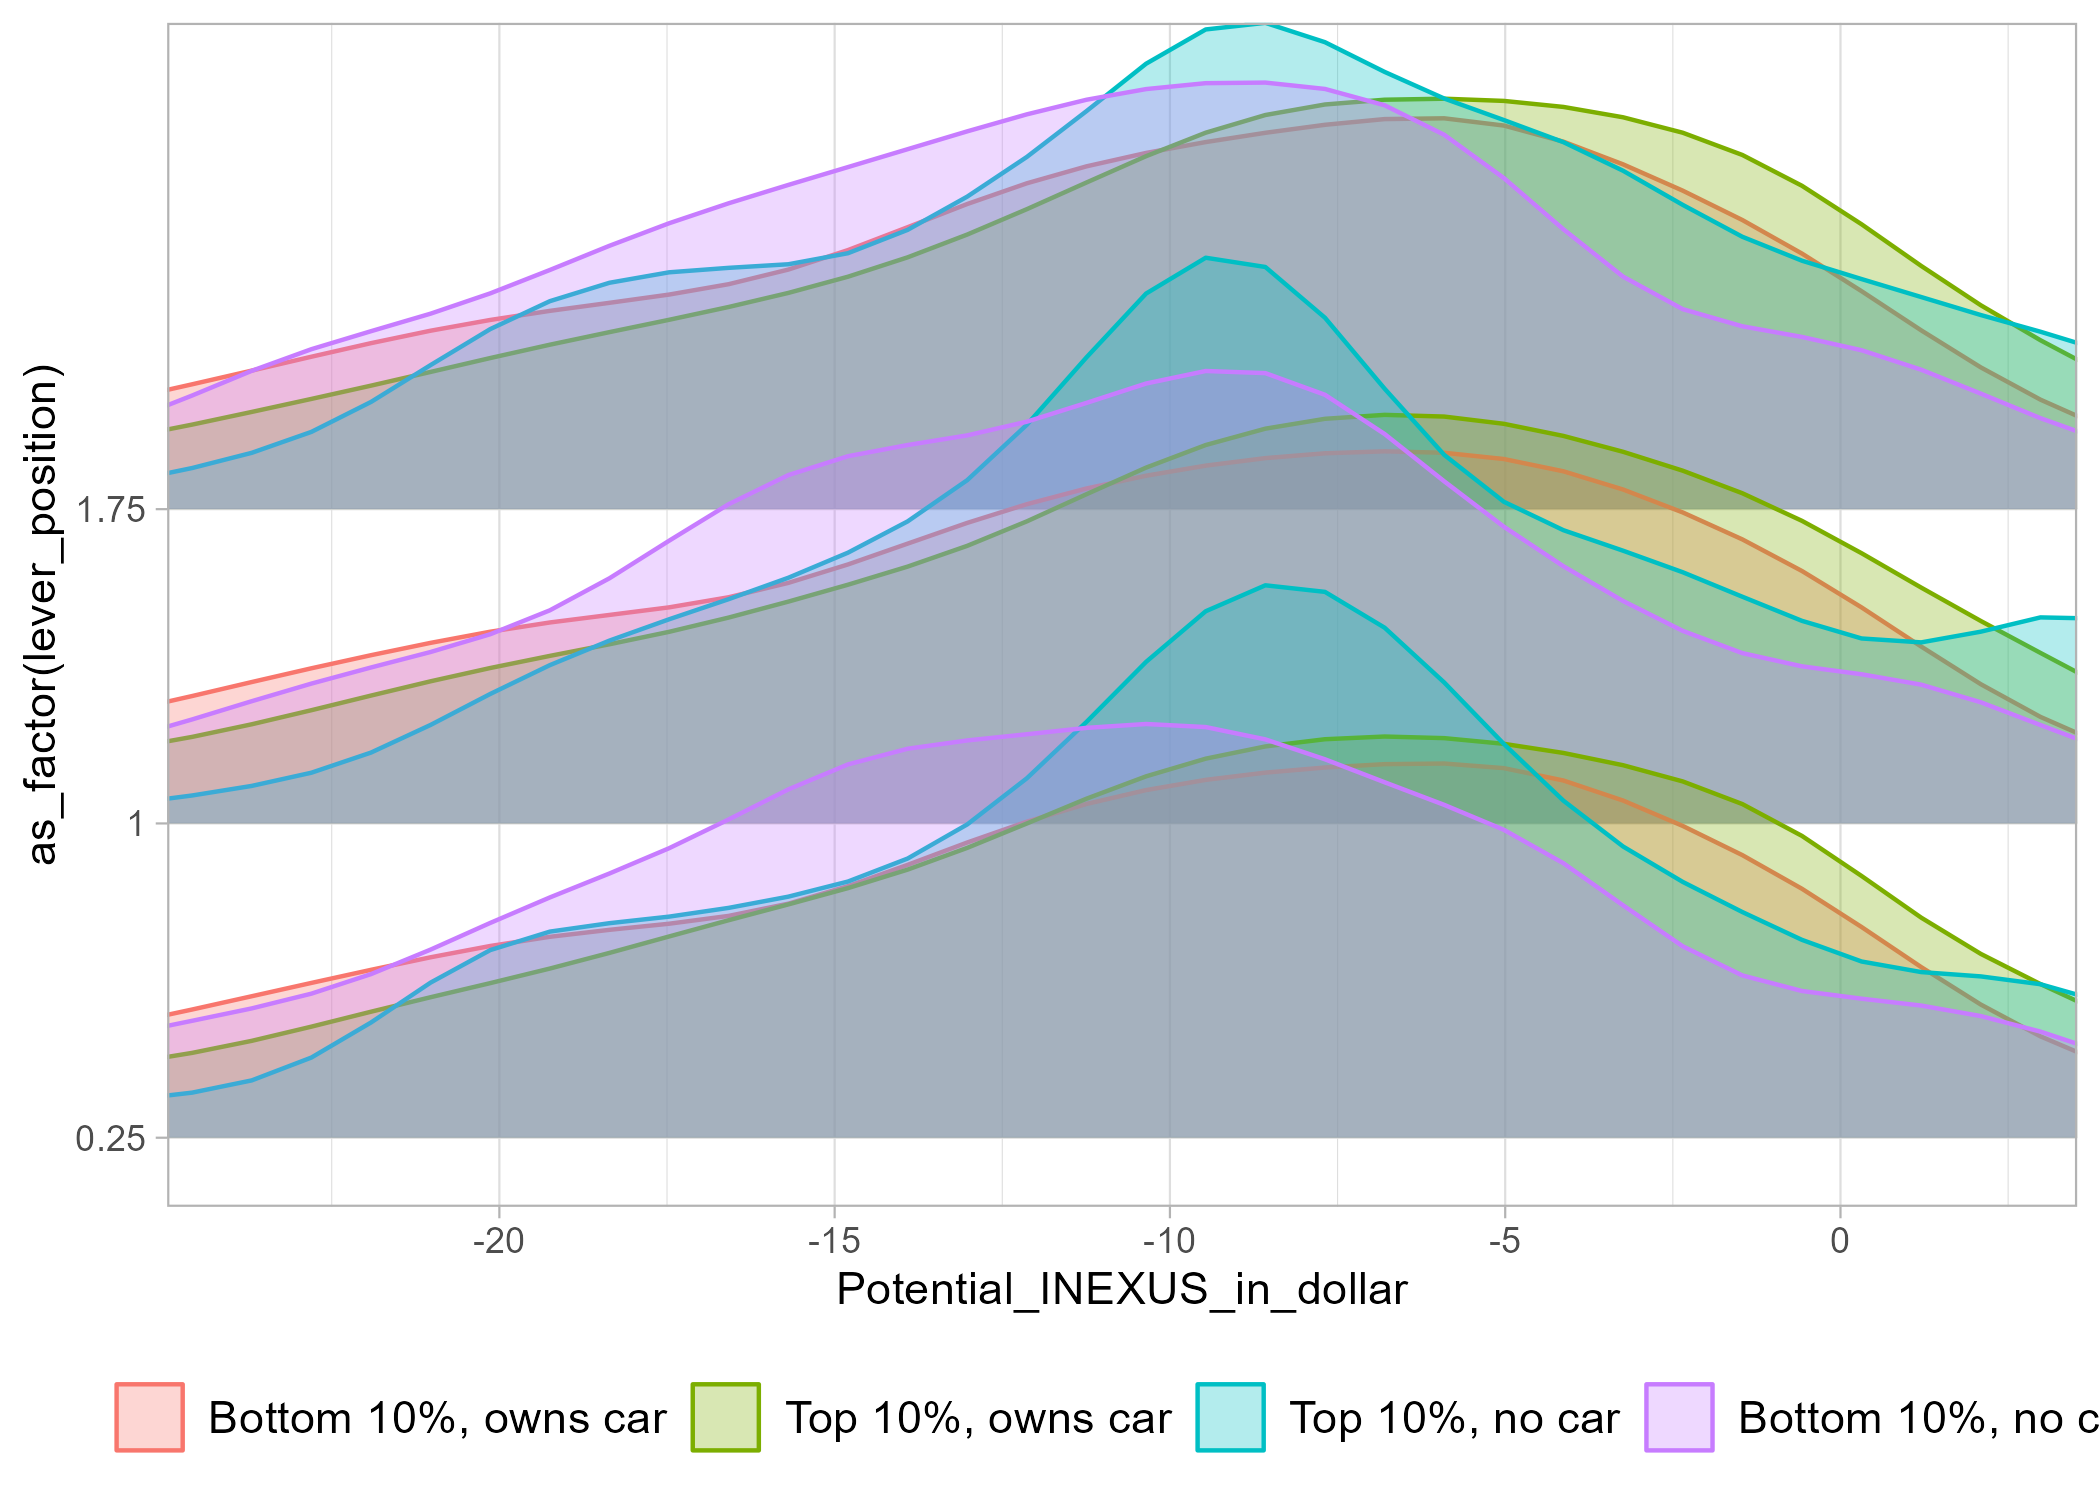 as_factor(lever_position)
1.75
1
0.25
-20 -15 -10 -5 0
Potential_INEXUS_in_dollar
Bottom 10%, owns car Top 10%, owns car Top 10%, no car Bottom 10%, no c